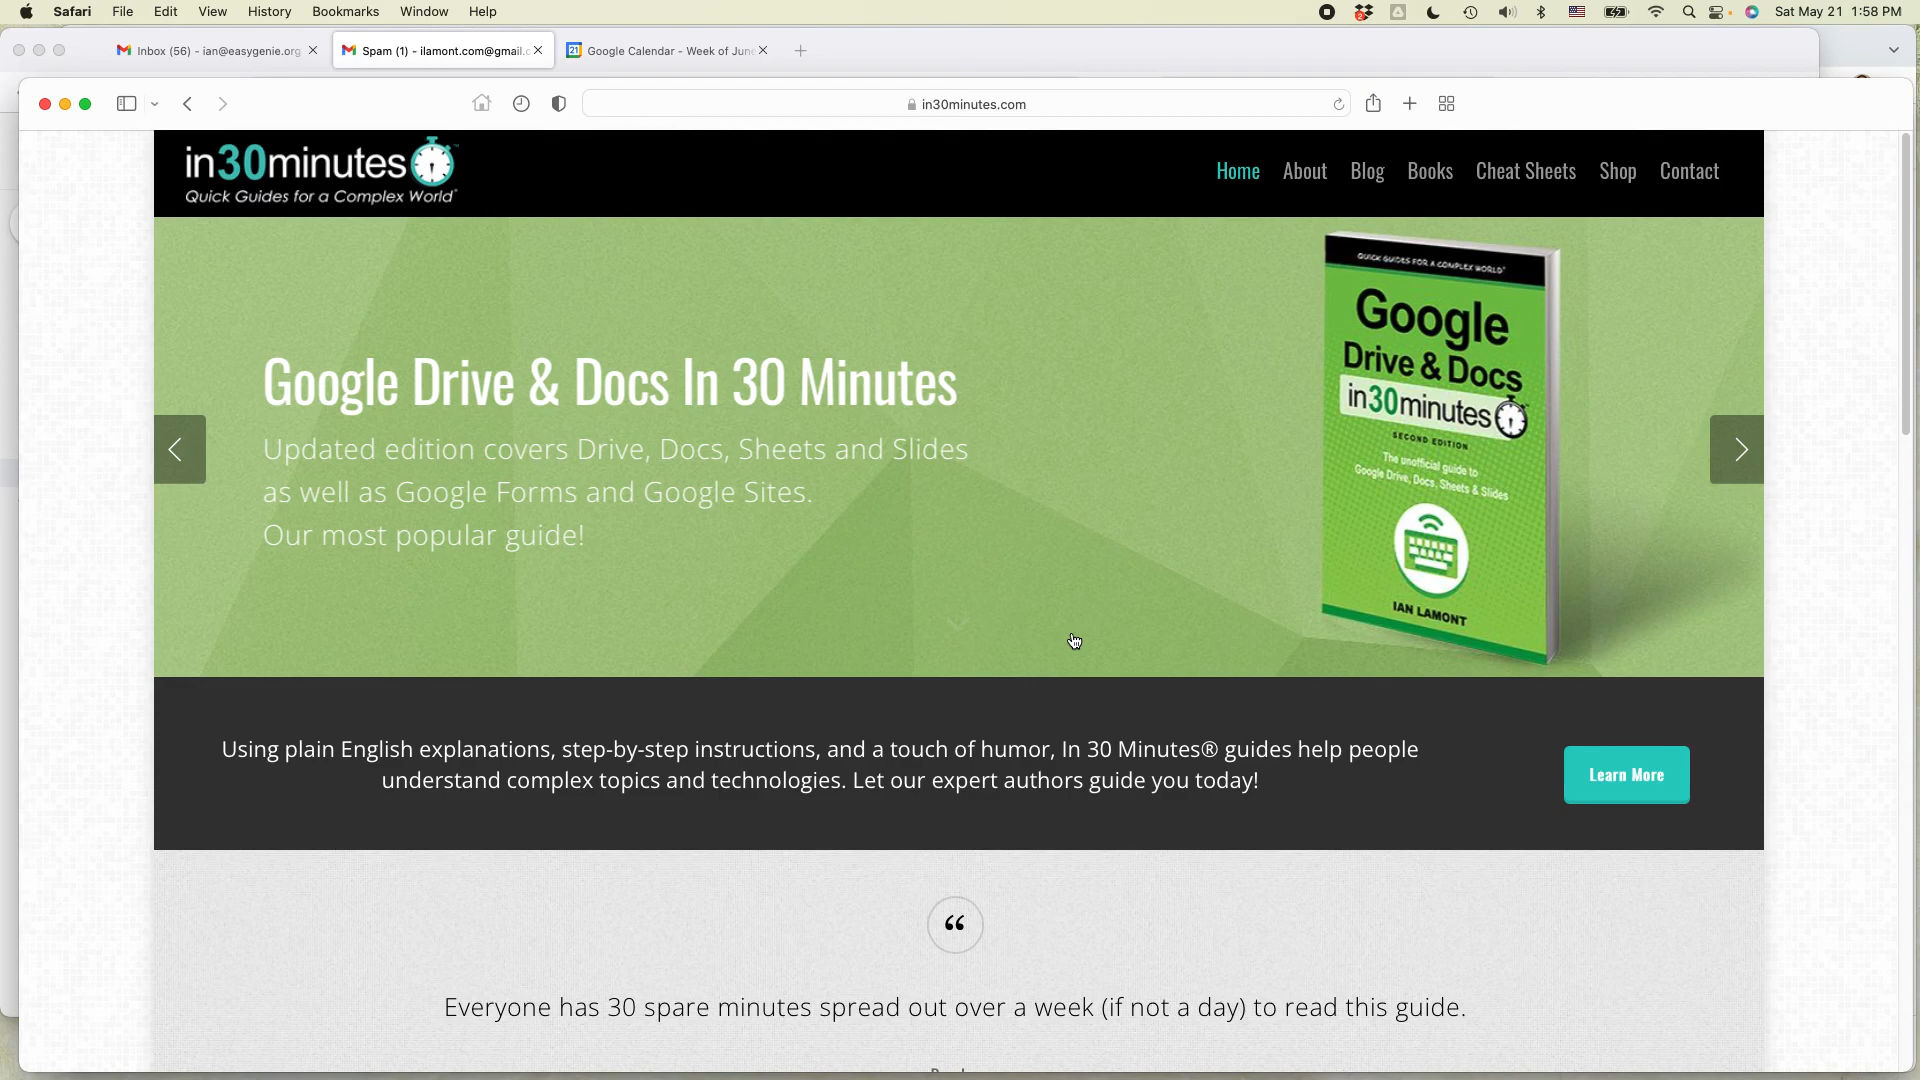 Safari File Edit View History Bookmarks Window Help
Sat May 21 1:58 PM
Inbox (56) - ian@easygenie.org
Spam (1) - ilamont.com@gmail.c
Google Calendar - Week of June
in30minutes.com
in30minutes™
Quick Guides for a Complex World™
Home About Blog Books Cheat Sheets Shop Contact
Google Drive & Docs In 30 Minutes
Updated edition covers Drive, Docs, Sheets and Slides
as well as Google Forms and Google Sites.
Our most popular guide!
QUICK GUIDES FOR A COMPLEX WORLD™
Google
Drive & Docs
in30minutes™
SECOND EDITION
The unofficial guide to
Google Drive, Docs, Sheets & Slides
IAN LAMONT
Using plain English explanations, step-by-step instructions, and a touch of humor, In 30 Minutes® guides help people
understand complex topics and technologies. Let our expert authors guide you today!
Learn More
“
Everyone has 30 spare minutes spread out over a week (if not a day) to read this guide.